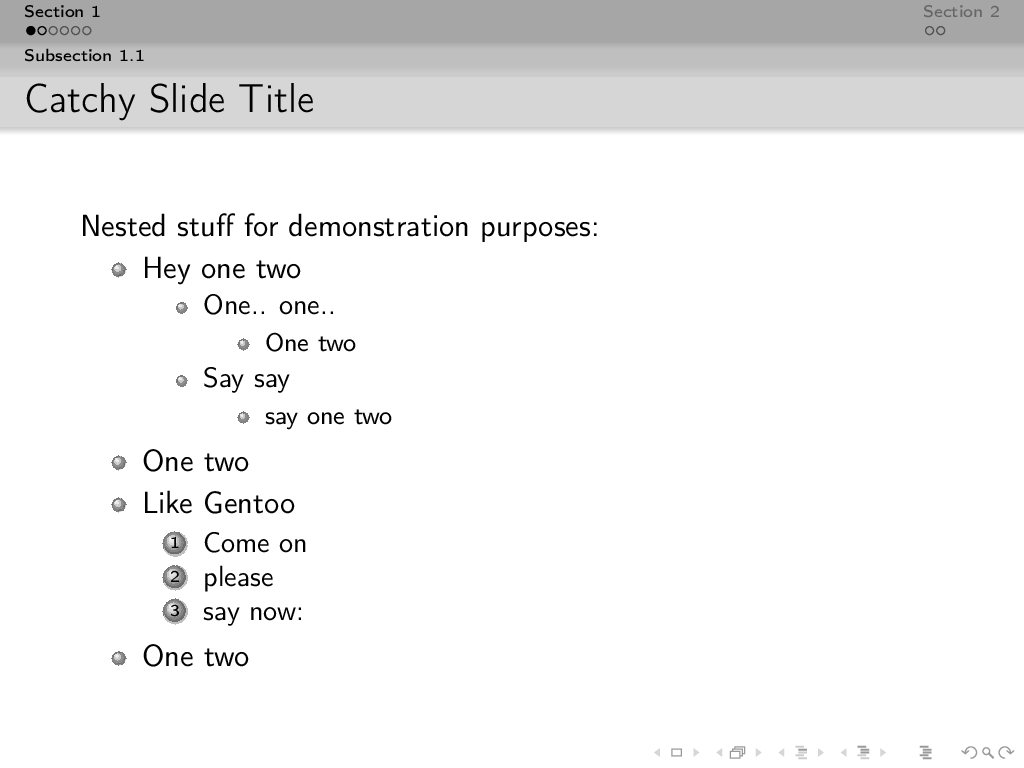 Section 1
Section 2
Subsection 1.1
Catchy Slide Title
Nested stuff for demonstration purposes:
Hey one two
One.. one..
One two
Say say
say one two
One two
Like Gentoo
1 Come on
2 please
3 say now:
One two